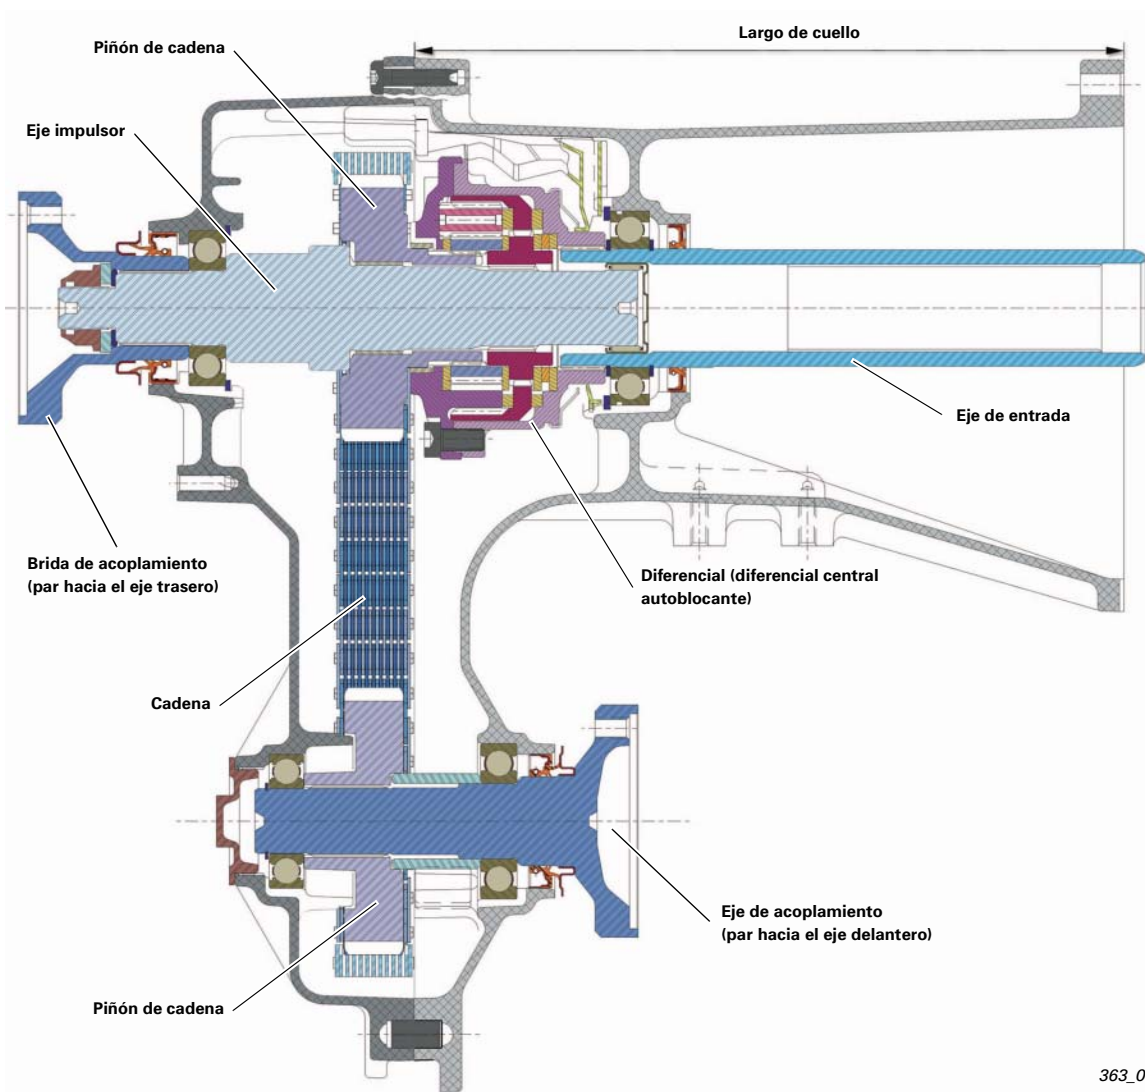 Largo de cuello
Piñón de cadena
Eje impulsor
Eje de entrada
Brida de acoplamiento
(par hacia el eje trasero)
Diferencial (diferencial central
autoblocante)
Cadena
Eje de acoplamiento
(par hacia el eje delantero)
Piñón de cadena
363_0